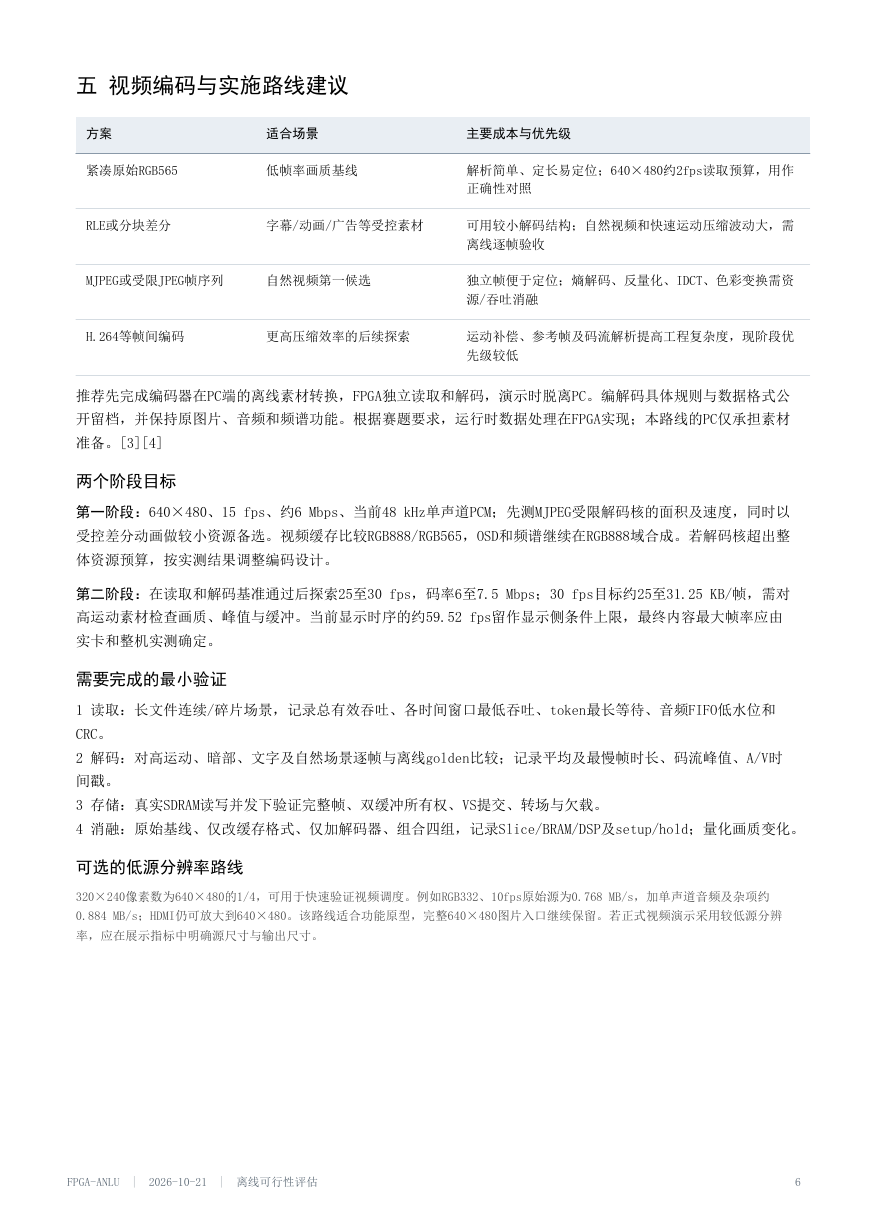 五 视频编码与实施路线建议
方案 适合场景 主要成本与优先级
紧凑原始RGB565 低帧率画质基线 解析简单、定长易定位；640×480约2fps读取预算，用作
正确性对照
RLE或分块差分 字幕/动画/广告等受控素材 可用较小解码结构；自然视频和快速运动压缩波动大，需
离线逐帧验收
MJPEG或受限JPEG帧序列 自然视频第一候选 独立帧便于定位；熵解码、反量化、IDCT、色彩变换需资
源/吞吐消融
H.264等帧间编码 更高压缩效率的后续探索 运动补偿、参考帧及码流解析提高工程复杂度，现阶段优
先级较低
推荐先完成编码器在PC端的离线素材转换，FPGA独立读取和解码，演示时脱离PC。编解码具体规则与数据格式公
开留档，并保持原图片、音频和频谱功能。根据赛题要求，运行时数据处理在FPGA实现；本路线的PC仅承担素材
准备。[3][4]
两个阶段目标
第一阶段：640×480、15 fps、约6 Mbps、当前48 kHz单声道PCM；先测MJPEG受限解码核的面积及速度，同时以
受控差分动画做较小资源备选。视频缓存比较RGB888/RGB565，OSD和频谱继续在RGB888域合成。若解码核超出整
体资源预算，按实测结果调整编码设计。
第二阶段：在读取和解码基准通过后探索25至30 fps，码率6至7.5 Mbps；30 fps目标约25至31.25 KB/帧，需对
高运动素材检查画质、峰值与缓冲。当前显示时序的约59.52 fps留作显示侧条件上限，最终内容最大帧率应由
实卡和整机实测确定。
需要完成的最小验证
1 读取：长文件连续/碎片场景，记录总有效吞吐、各时间窗口最低吞吐、token最长等待、音频FIFO低水位和
CRC。
2 解码：对高运动、暗部、文字及自然场景逐帧与离线golden比较；记录平均及最慢帧时长、码流峰值、A/V时
间戳。
3 存储：真实SDRAM读写并发下验证完整帧、双缓冲所有权、VS提交、转场与欠载。
4 消融：原始基线、仅改缓存格式、仅加解码器、组合四组，记录Slice/BRAM/DSP及setup/hold；量化画质变化。
可选的低源分辨率路线
320×240像素数为640×480的1/4，可用于快速验证视频调度。例如RGB332、10fps原始源为0.768 MB/s，加单声道音频及杂项约
0.884 MB/s；HDMI仍可放大到640×480。该路线适合功能原型，完整640×480图片入口继续保留。若正式视频演示采用较低源分辨
率，应在展示指标中明确源尺寸与输出尺寸。
FPGA-ANLU | 2026-10-21 | 离线可行性评估 6